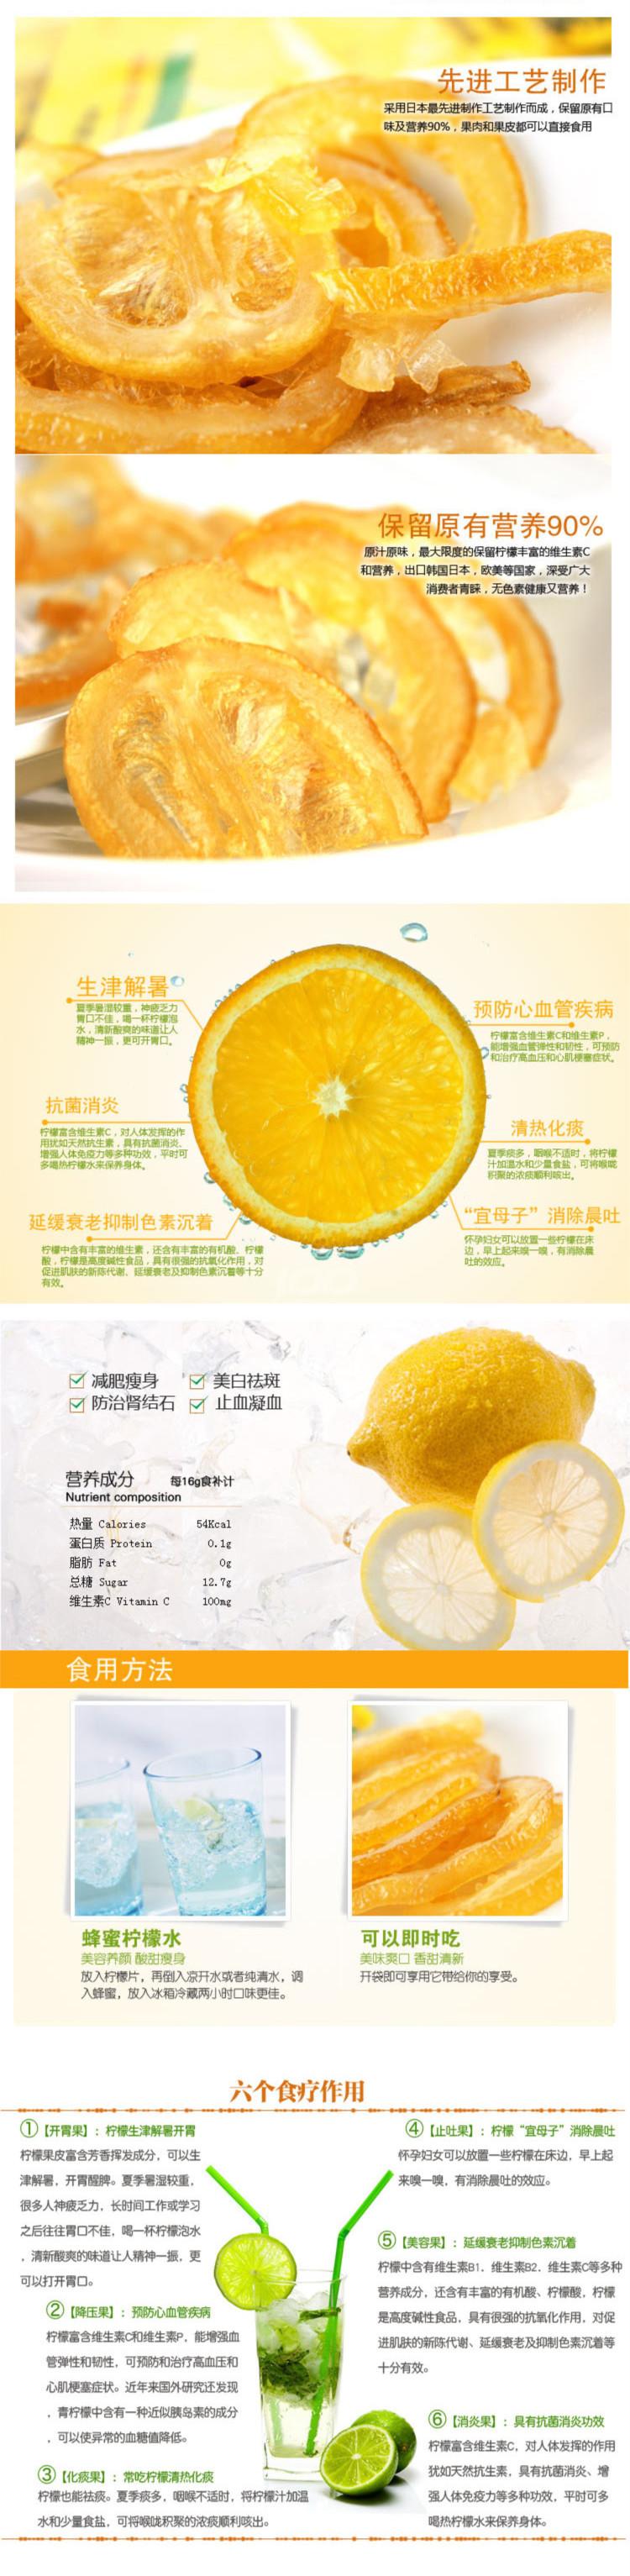 先进工艺制作
采用日本最先进制作工艺制作而成，保留原有口
味及营养90%，果肉和果皮都可以直接食用
保留原有营养90%
原汁原味，最大限度的保留柠檬丰富的维生素C
和营养，出口韩国日本，欧美等国家，深受广大
消费者青睐，无色素健康又营养！
生津解暑
夏季暑湿较重，神疲乏力
胃口不佳，喝一杯柠檬泡
水，清新酸爽的味道让人
精神一振，更可开胃口。
预防心血管疾病
柠檬富含维生素C和维生素P，
能增强血管弹性和韧性，可预防
和治疗高血压和心肌梗塞症状。
抗菌消炎
柠檬富含维生素C，对人体发挥的作
用犹如天然抗生素，具有抗菌消炎、
增强人体免疫力等多种功效，平时可
多喝热柠檬水来保养身体。
清热化痰
夏季痰多，咽喉不适时，将柠檬
汁加温水和少量食盐，可将喉咙
积聚的浓痰顺利咳出。
延缓衰老抑制色素沉着
柠檬中含有丰富的维生素，还含有丰富的有机酸、柠檬
酸，柠檬是高度碱性食品，具有很强的抗氧化作用，对
促进肌肤的新陈代谢、延缓衰老及抑制色素沉着等十分
有效。
“宜母子”消除晨吐
怀孕妇女可以放置一些柠檬在床
边，早上起来嗅一嗅，有消除晨
吐的效应。
减肥瘦身 美白祛斑
防治肾结石 止血凝血
营养成分 每16g食补计
Nutrient composition
热量 Calories 54Kcal
蛋白质 Protein 0.1g
脂肪 Fat 0g
总糖 Sugar 12.7g
维生素C Vitamin C 100mg
食用方法
蜂蜜柠檬水
美容养颜 酸甜瘦身
放入柠檬片，再倒入凉开水或者纯清水，调
入蜂蜜，放入冰箱冷藏两小时口味更佳。
可以即时吃
美味爽口 香甜清新
开袋即可享用它带给你的享受。
六个食疗作用
①【开胃果】：柠檬生津解暑开胃
柠檬果皮富含芳香挥发成分，可以生
津解暑，开胃醒脾。夏季暑湿较重，
很多人神疲乏力，长时间工作或学习
之后往往胃口不佳，喝一杯柠檬泡水
，清新酸爽的味道让人精神一振，更
可以打开胃口。
②【降压果】：预防心血管疾病
柠檬富含维生素C和维生素P，能增强血
管弹性和韧性，可预防和治疗高血压和
心肌梗塞症状。近年来国外研究还发现
，青柠檬中含有一种近似胰岛素的成分
，可以使异常的血糖值降低。
③【化痰果】：常吃柠檬清热化痰
柠檬也能祛痰。夏季痰多，咽喉不适时，将柠檬汁加温
水和少量食盐，可将喉咙积聚的浓痰顺利咳出。
④【止吐果】：柠檬“宜母子”消除晨吐
怀孕妇女可以放置一些柠檬在床边，早上起
来嗅一嗅，有消除晨吐的效应。
⑤【美容果】：延缓衰老抑制色素沉着
柠檬中含有维生素B1、维生素B2、维生素C等多种
营养成分，还含有丰富的有机酸、柠檬酸，柠檬
是高度碱性食品，具有很强的抗氧化作用，对促
进肌肤的新陈代谢、延缓衰老及抑制色素沉着等
十分有效。
⑥【消炎果】：具有抗菌消炎功效
柠檬富含维生素C，对人体发挥的作用
犹如天然抗生素，具有抗菌消炎、增
强人体免疫力等多种功效，平时可多
喝热柠檬水来保养身体。